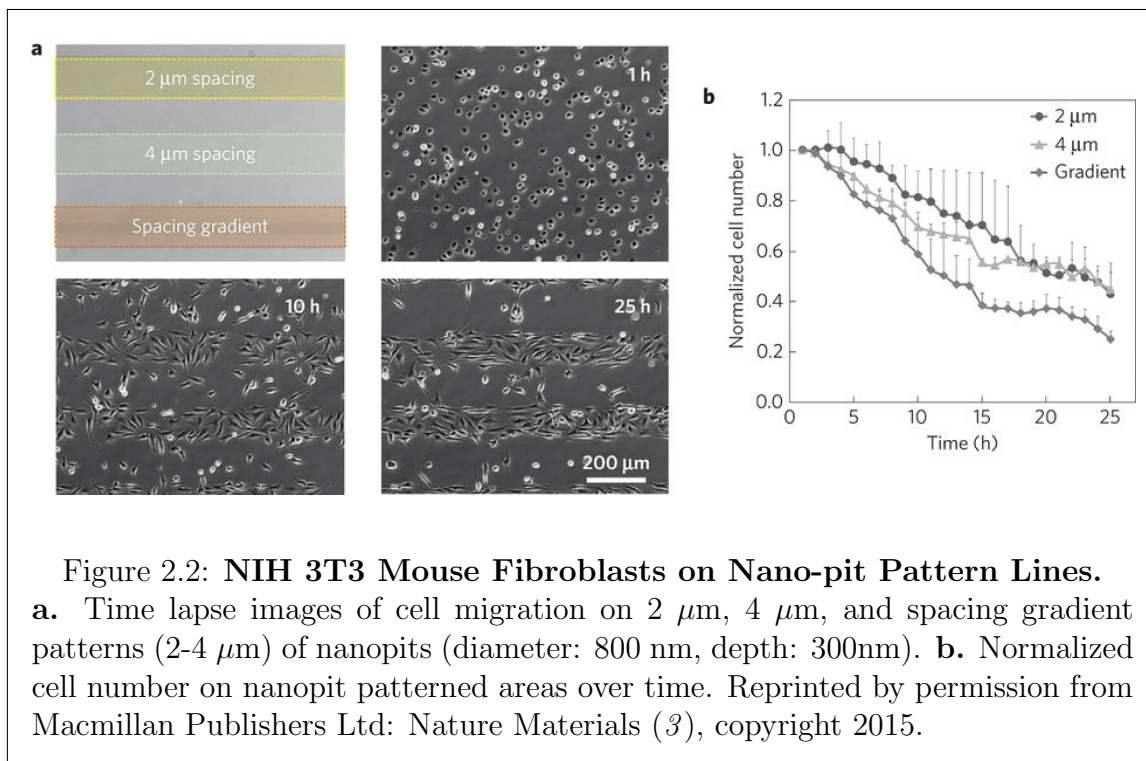 a
2 μm spacing
4 μm spacing
Spacing gradient
1 h
10 h
25 h
200 μm
b
Normalized cell number
1.2
1.0
0.8
0.6
0.4
0.2
0.0
0 5 10 15 20 25
Time (h)
2 μm
4 μm
Gradient
Figure 2.2: NIH 3T3 Mouse Fibroblasts on Nano-pit Pattern Lines.
a. Time lapse images of cell migration on 2 μm, 4 μm, and spacing gradient
patterns (2-4 μm) of nanopits (diameter: 800 nm, depth: 300nm). b. Normalized
cell number on nanopit patterned areas over time. Reprinted by permission from
Macmillan Publishers Ltd: Nature Materials (3), copyright 2015.